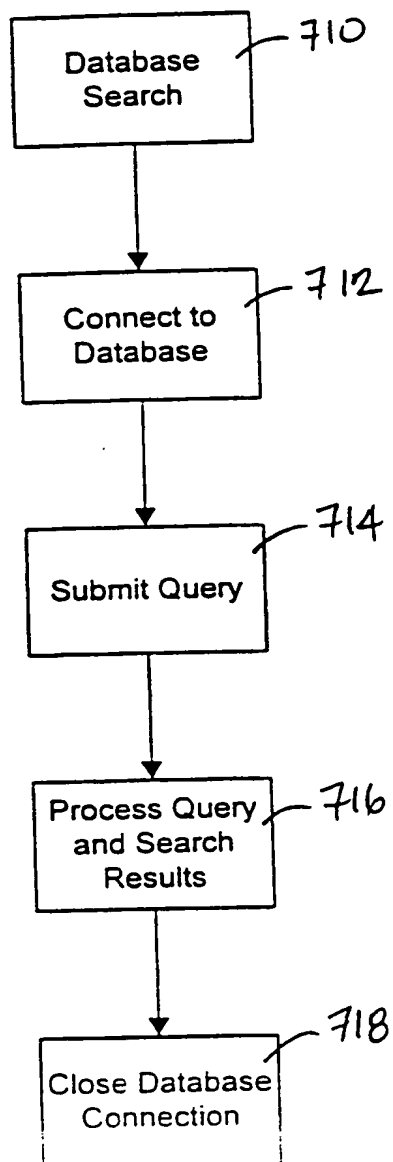 710
Database
Search
712
Connect to
Database
714
Submit Query
716
Process Query
and Search
Results
718
Close Database
Connection